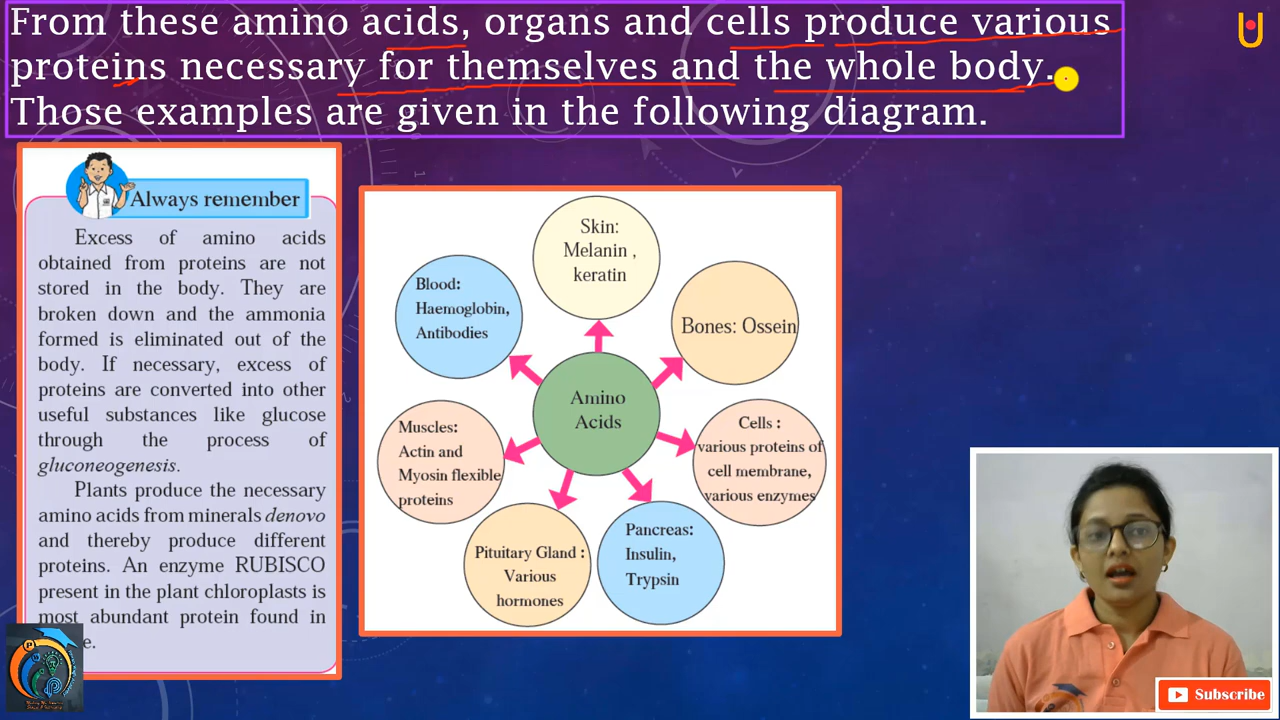 From these amino acids, organs and cells produce various
proteins necessary for themselves and the whole body.
Those examples are given in the following diagram.
Always remember
Excess of amino acids
obtained from proteins are not
stored in the body. They are
broken down and the ammonia
formed is eliminated out of the
body. If necessary, excess of
proteins are converted into other
useful substances like glucose
through the process of
gluconeogenesis.
Plants produce the necessary
amino acids from minerals denovo
and thereby produce different
proteins. An enzyme RUBISCO
present in the plant chloroplasts is
most abundant protein found in
Skin:
Melanin ,
keratin
Bones: Ossein
Cells :
various proteins of
cell membrane,
various enzymes
Pancreas:
Insulin,
Trypsin
Pituitary Gland :
Various
hormones
Muscles:
Actin and
Myosin flexible
proteins
Blood:
Haemoglobin,
Antibodies
Amino
Acids
Subscribe